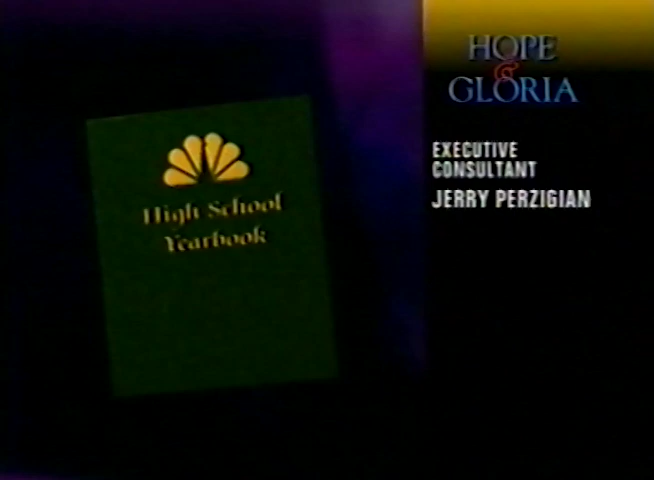 High School
Yearbook
HOPE
&
GLORIA
EXECUTIVE
CONSULTANT
JERRY PERZIGIAN